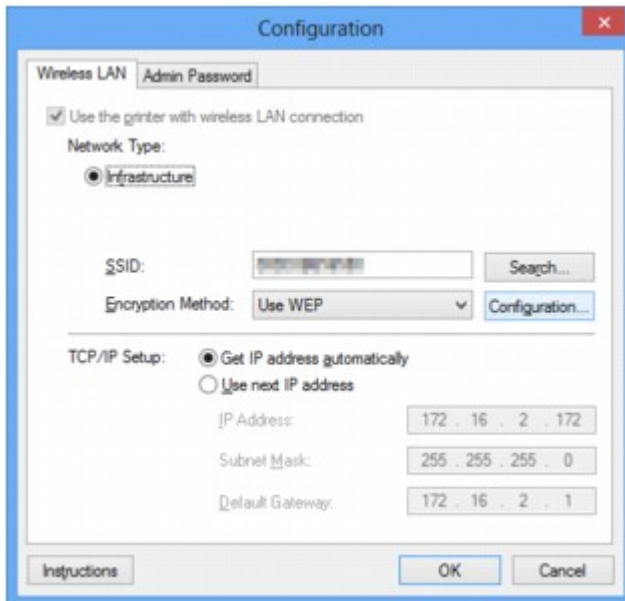 Configuration
Wireless LAN Admin Password
Use the printer with wireless LAN connection
Network Type:
Infrastructure
SSID: Search...
Encryption Method: Use WEP Configuration...
TCP/IP Setup: Get IP address automatically
Use next IP address
IP Address: 172 . 16 . 2 . 172
Subnet Mask: 255 . 255 . 255 . 0
Default Gateway: 172 . 16 . 2 . 1
Instructions OK Cancel